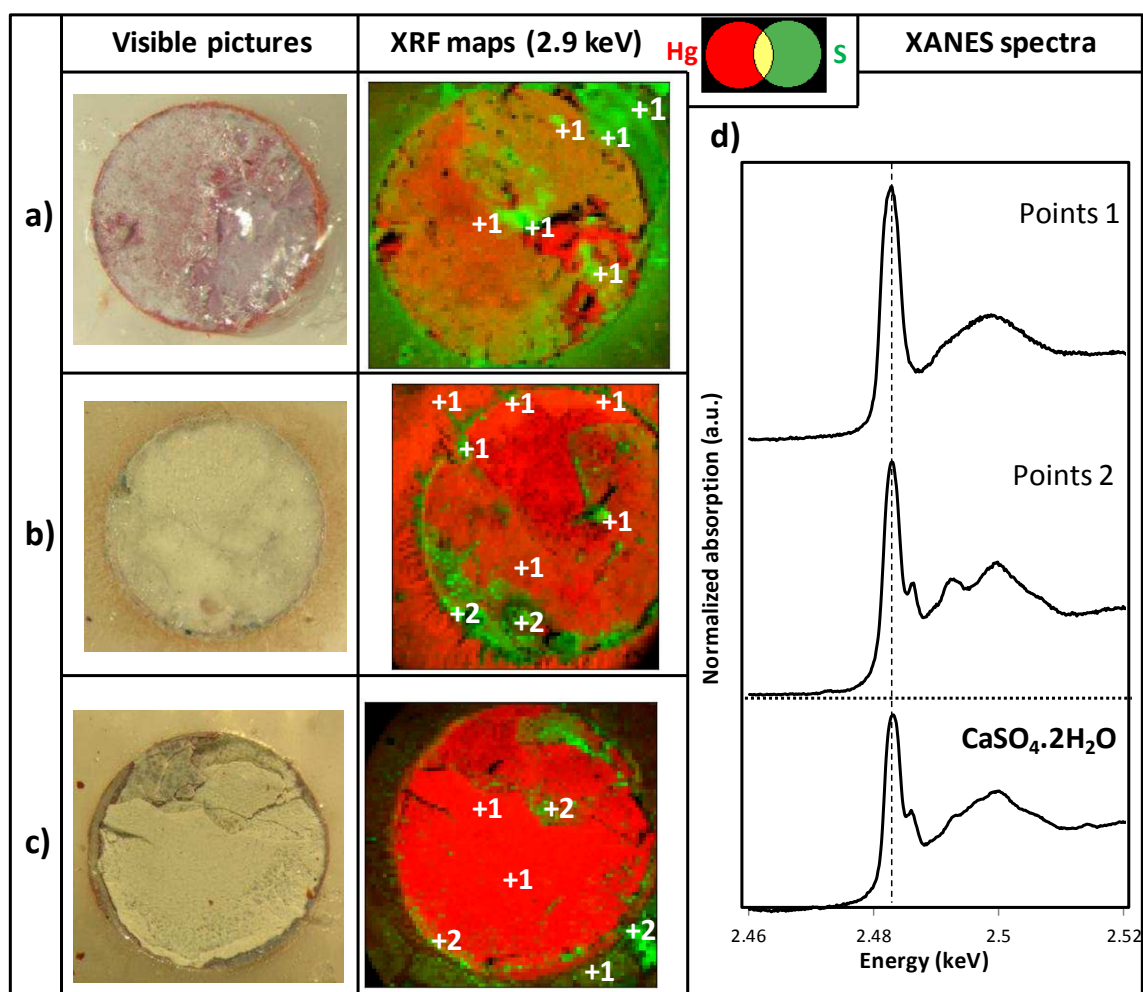 Visible pictures
XRF maps (2.9 keV)
Hg
S
XANES spectra
a)
+1
+1
+1
+1
+1
+1
b)
+1
+1
+1
+1
+1
+1
+2
+2
c)
+1
+2
+1
+2
+2
+1
d)
Points 1
Points 2
CaSO₄.2H₂O
Normalized absorption (a.u.)
2.46
2.48
2.5
2.52
Energy (keV)